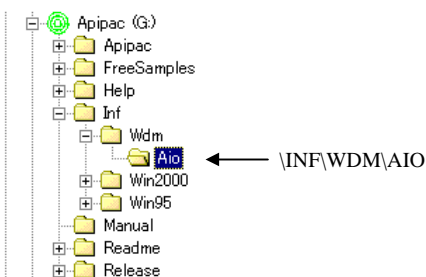 Apipac (G:)
Apipac
FreeSamples
Help
Inf
Wdm
Aio
\INF\WDM\AIO
Win2000
Win95
Manual
Readme
Release